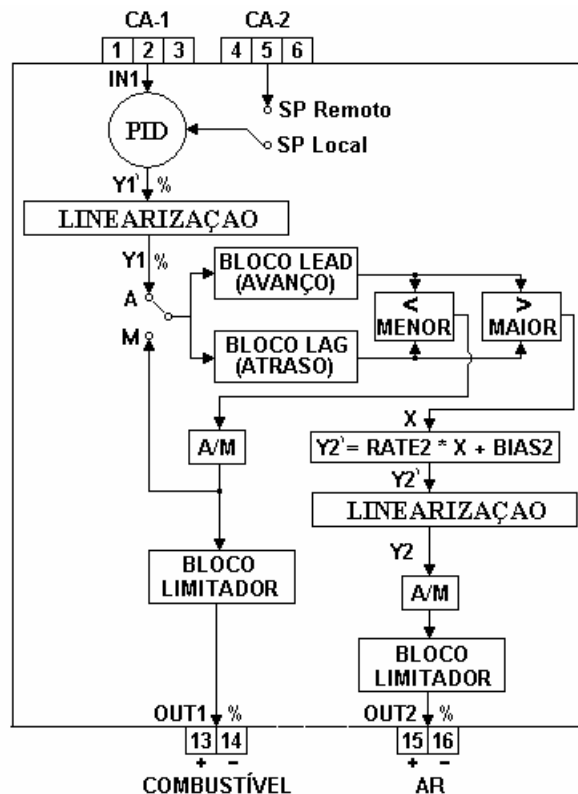 CA-1 CA-2
1 2 3 4 5 6
IN1
SP Remoto
PID
SP Local
Y1' %
LINEARIZAÇAO
Y1 %
A
M
BLOCO LEAD
(AVANÇO)
BLOCO LAG
(ATRASO)
<
MENOR
>
MAIOR
A/M
X
Y2' = RATE2 * X + BIAS2
Y2'
LINEARIZAÇAO
Y2
A/M
BLOCO
LIMITADOR
BLOCO
LIMITADOR
OUT1 %
OUT2 %
13 14
15 16
+ −
+ −
COMBUSTÍVEL
AR